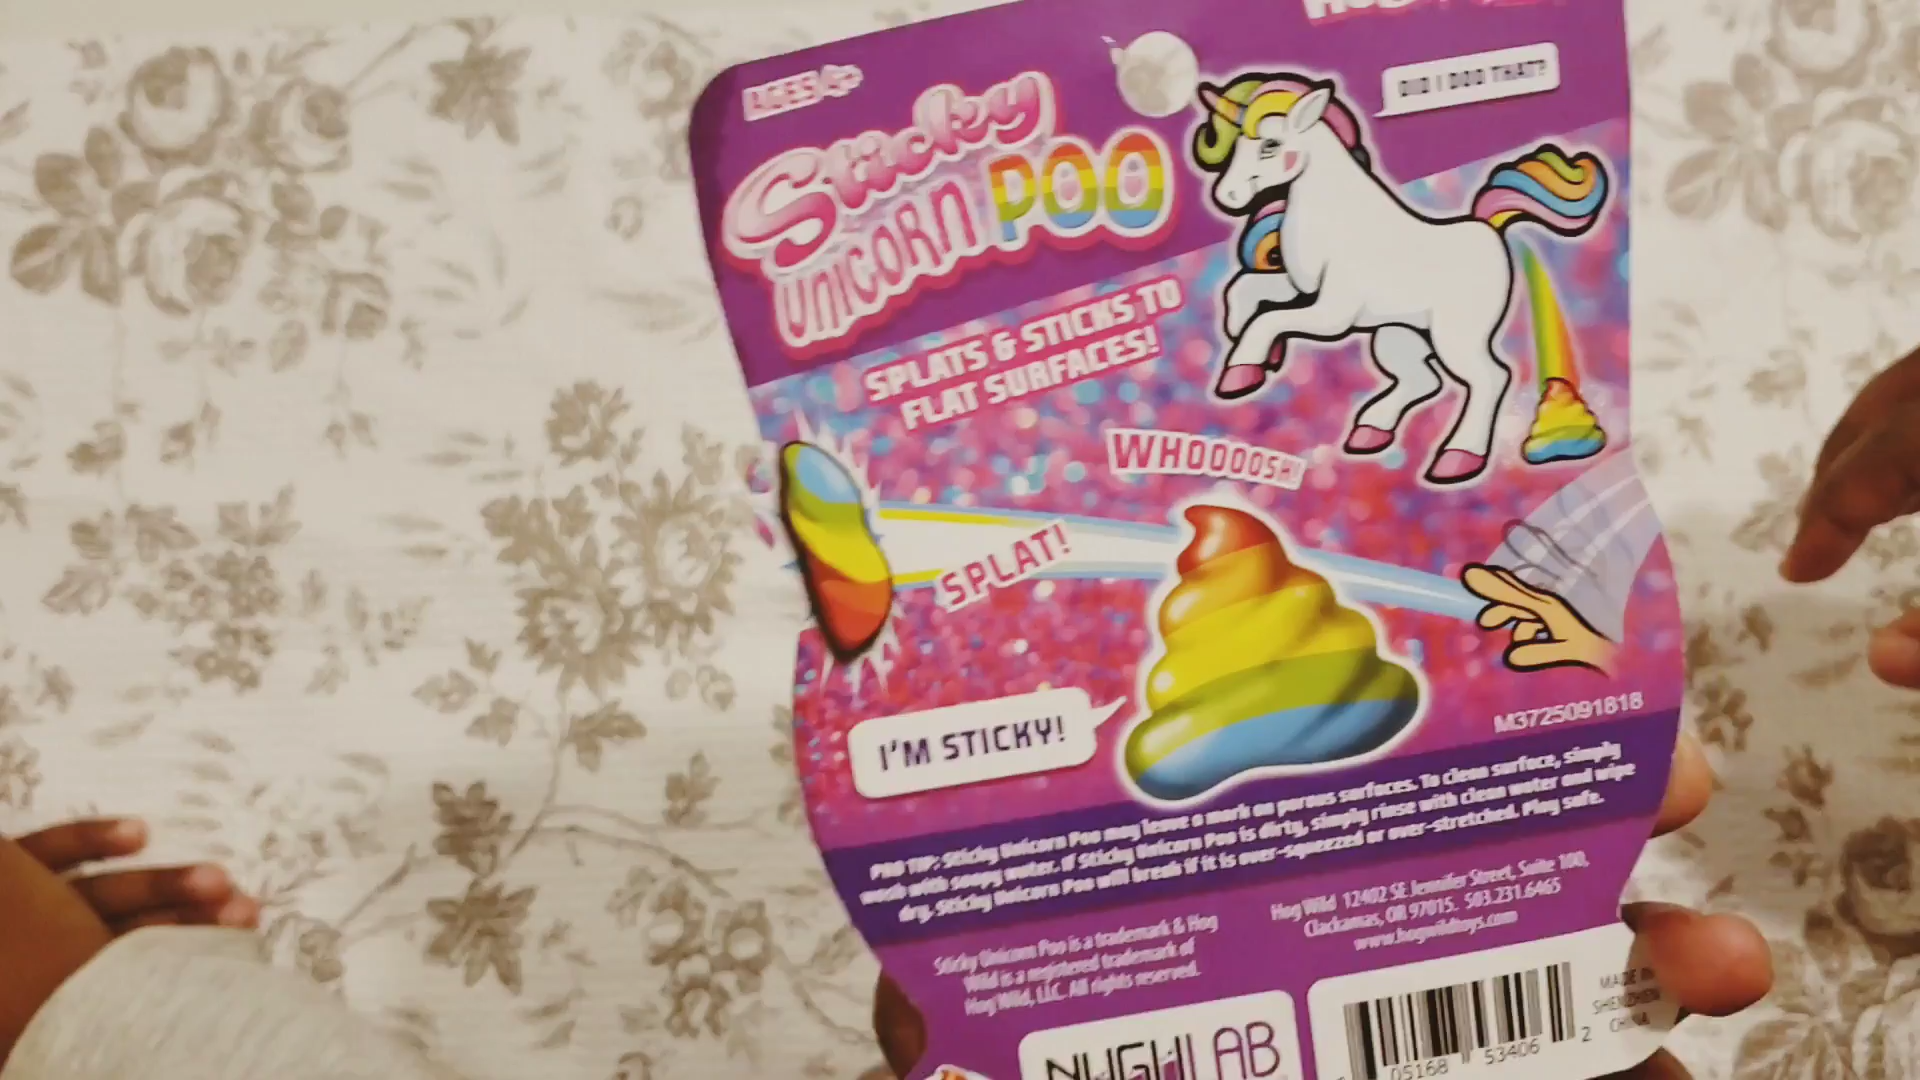 AGES 4+
DID I DOO THAT?
Sticky
UNICORN POO
SPLATS & STICKS TO
FLAT SURFACES!
WHOOOOSH!
SPLAT!
I'M STICKY!
M3725091818
PRO TIP: Sticky Unicorn Poo may leave a mark on porous surfaces. To clean surface, simply
wash with soapy water. If Sticky Unicorn Poo is dirty, simply rinse with clean water and wipe
dry. Sticky Unicorn Poo will break if it is over-squeezed or over-stretched. Play safe.
Sticky Unicorn Poo is a trademark & Hog
Wild is a registered trademark of
Hog Wild, LLC. All rights reserved.
Hog Wild 12402 SE Jennifer Street, Suite 100,
Clackamas, OR 97015. 503.231.6465
www.hogwildtoys.com
MADE IN
SHENZHEN
CHINA
05168 53406 2